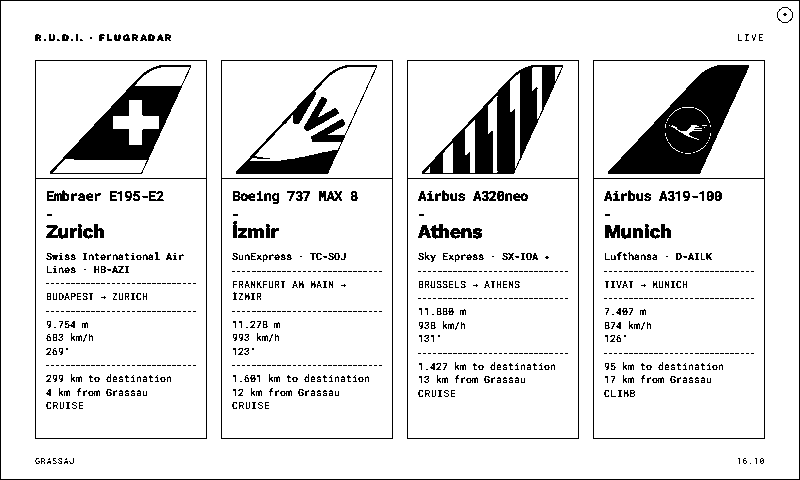 R.U.D.I. · FLUGRADAR
LIVE
Embraer E195-E2
–
Zurich
Swiss International Air
Lines · HB-AZI
BUDAPEST → ZURICH
9.754 m
683 km/h
269°
299 km to destination
4 km from Grassau
CRUISE
Boeing 737 MAX 8
–
İzmir
SunExpress · TC-SOJ
FRANKFURT AM MAIN →
İZMIR
11.278 m
993 km/h
123°
1.601 km to destination
12 km from Grassau
CRUISE
Airbus A320neo
–
Athens
Sky Express · SX-IOA ✦
BRUSSELS → ATHENS
11.880 m
938 km/h
131°
1.427 km to destination
13 km from Grassau
CRUISE
Airbus A319-100
–
Munich
Lufthansa · D-AILK
TIVAT → MUNICH
7.407 m
874 km/h
126°
95 km to destination
17 km from Grassau
CLIMB
GRASSAU
16.10